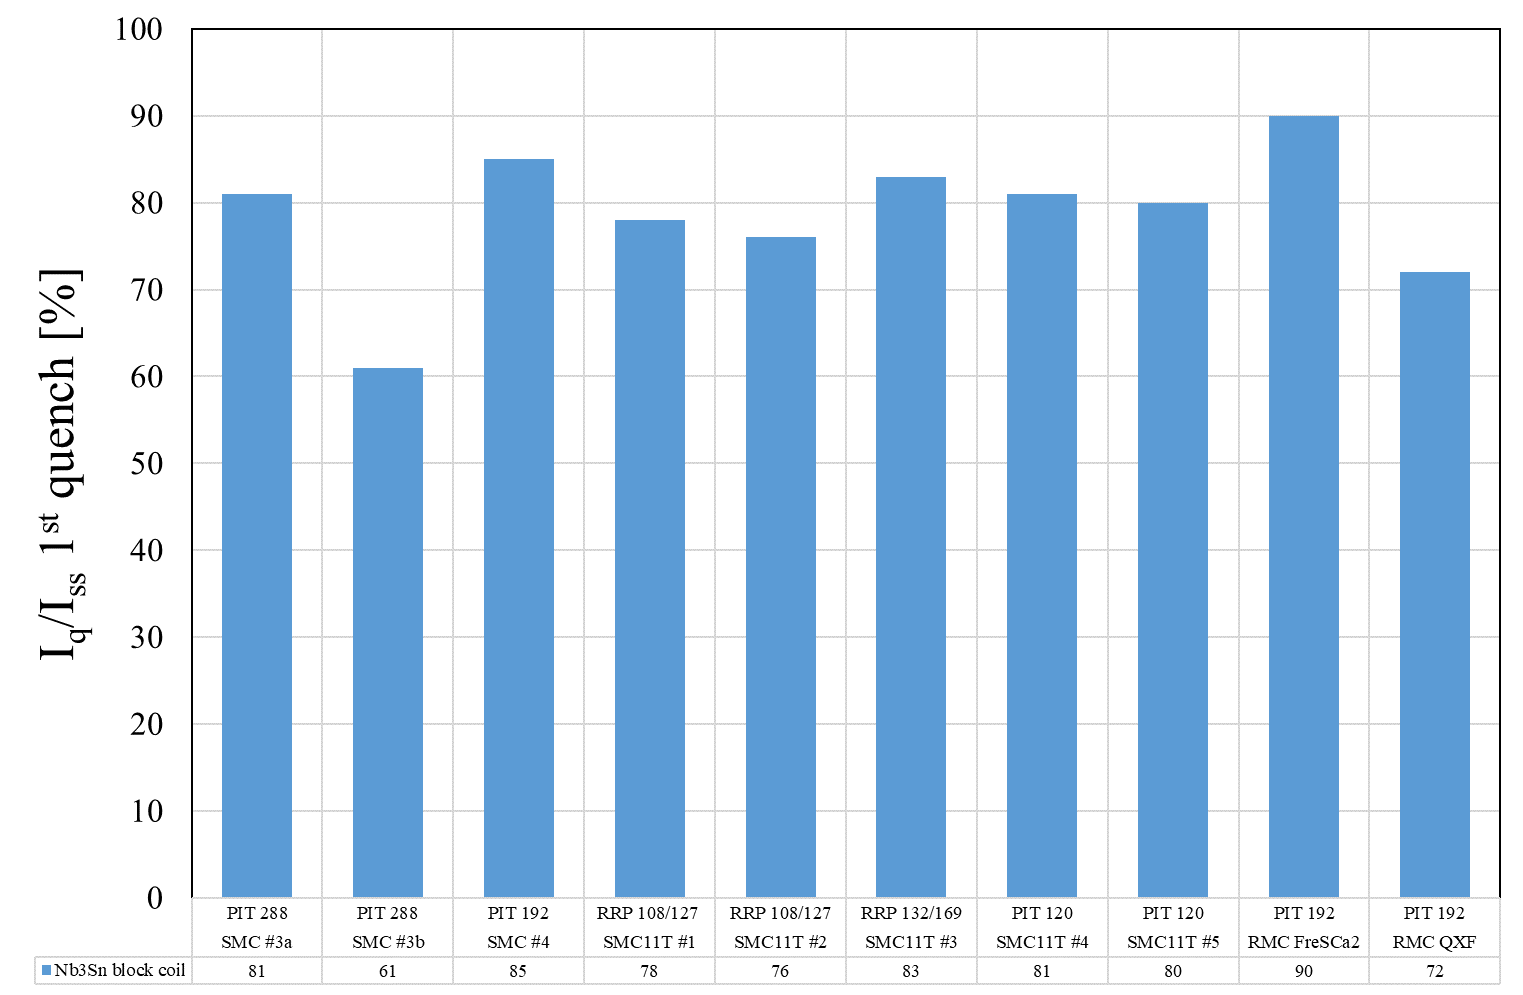 I_q/I_ss 1st quench [%]
100
90
80
70
60
50
40
30
20
10
0
PIT 288 PIT 288 PIT 192 RRP 108/127 RRP 108/127 RRP 132/169 PIT 120 PIT 120 PIT 192 PIT 192
SMC #3a SMC #3b SMC #4 SMC11T #1 SMC11T #2 SMC11T #3 SMC11T #4 SMC11T #5 RMC FreSCa2 RMC QXF
Nb3Sn block coil 81 61 85 78 76 83 81 80 90 72